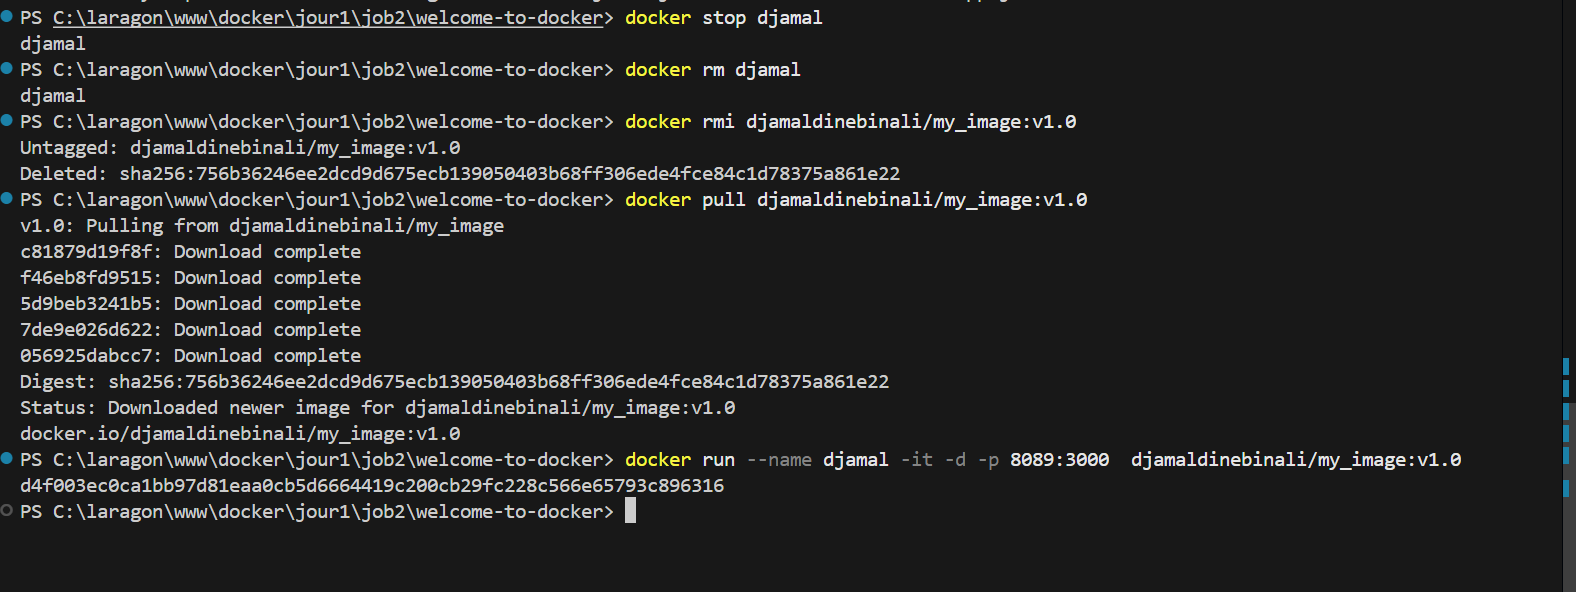 PS C:\laragon\www\docker\jour1\job2\welcome-to-docker> docker stop djamal
djamal
PS C:\laragon\www\docker\jour1\job2\welcome-to-docker> docker rm djamal
djamal
PS C:\laragon\www\docker\jour1\job2\welcome-to-docker> docker rmi djamaldinebinali/my_image:v1.0
Untagged: djamaldinebinali/my_image:v1.0
Deleted: sha256:756b36246ee2dcd9d675ecb139050403b68ff306ede4fce84c1d78375a861e22
PS C:\laragon\www\docker\jour1\job2\welcome-to-docker> docker pull djamaldinebinali/my_image:v1.0
v1.0: Pulling from djamaldinebinali/my_image
c81879d19f8f: Download complete
f46eb8fd9515: Download complete
5d9beb3241b5: Download complete
7de9e026d622: Download complete
056925dabcc7: Download complete
Digest: sha256:756b36246ee2dcd9d675ecb139050403b68ff306ede4fce84c1d78375a861e22
Status: Downloaded newer image for djamaldinebinali/my_image:v1.0
docker.io/djamaldinebinali/my_image:v1.0
PS C:\laragon\www\docker\jour1\job2\welcome-to-docker> docker run --name djamal -it -d -p 8089:3000  djamaldinebinali/my_image:v1.0
d4f003ec0ca1bb97d81eaa0cb5d6664419c200cb29fc228c566e65793c896316
PS C:\laragon\www\docker\jour1\job2\welcome-to-docker>